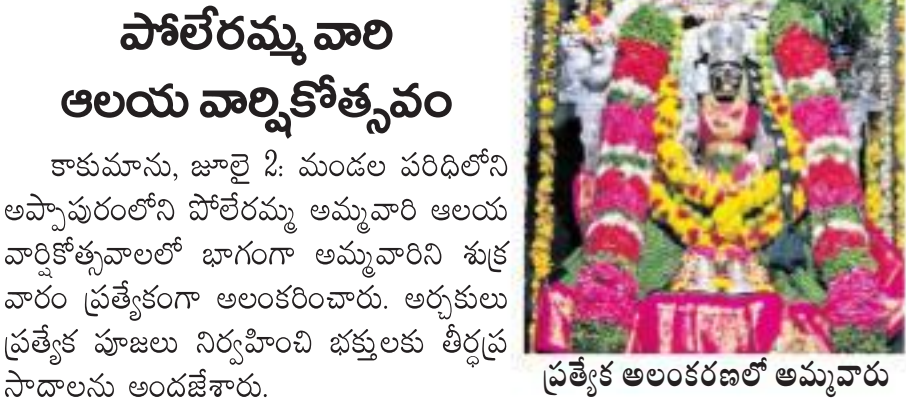 పోలేరమ్మ వారి
ఆలయ వార్షికోత్సవం
కాకుమాను, జూలై 2: మండల పరిధిలోని
అప్పాపురంలోని పోలేరమ్మ అమ్మవారి ఆలయ
వార్షికోత్సవాలలో భాగంగా అమ్మవారిని శుక్ర
వారం ప్రత్యేకంగా అలంకరించారు. అర్చకులు
ప్రత్యేక పూజలు నిర్వహించి భక్తులకు తీర్థప్ర
సాదాలను అందజేశారు.
ప్రత్యేక అలంకరణలో అమ్మవారు